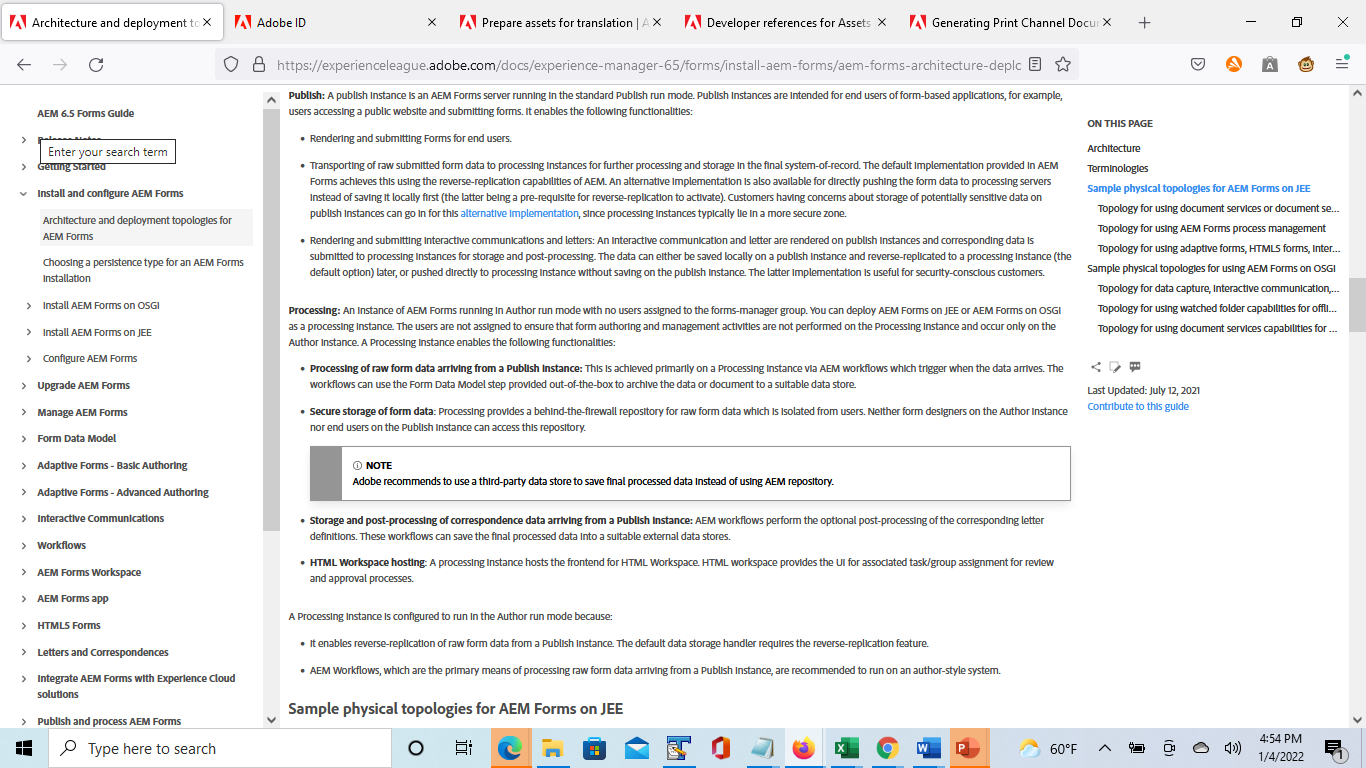 Architecture and deployment to
Adobe ID
Prepare assets for translation | A
Developer references for Assets
Generating Print Channel Docu
https://experienceleague.adobe.com/docs/experience-manager-65/forms/install-aem-forms/aem-forms-architecture-deplc
AEM 6.5 Forms Guide
Release Notes
Enter your search term
Getting Started
Install and configure AEM Forms
Architecture and deployment topologies for
AEM Forms
Choosing a persistence type for an AEM Forms
installation
Install AEM Forms on OSGi
Install AEM Forms on JEE
Configure AEM Forms
Upgrade AEM Forms
Manage AEM Forms
Form Data Model
Adaptive Forms - Basic Authoring
Adaptive Forms - Advanced Authoring
Interactive Communications
Workflows
AEM Forms Workspace
AEM Forms app
HTML5 Forms
Letters and Correspondences
Integrate AEM Forms with Experience Cloud
solutions
Publish and process AEM Forms
Publish: A publish instance is an AEM Forms server running in the standard Publish run mode. Publish instances are intended for end users of form-based applications, for example,
users accessing a public website and submitting forms. It enables the following functionalities:
• Rendering and submitting Forms for end users.
• Transporting of raw submitted form data to processing instances for further processing and storage in the final system-of-record. The default implementation provided in AEM
Forms achieves this using the reverse-replication capabilities of AEM. An alternative implementation is also available for directly pushing the form data to processing servers
instead of saving it locally first (the latter being a pre-requisite for reverse-replication to activate). Customers having concerns about storage of potentially sensitive data on
publish instances can go in for this alternative implementation, since processing instances typically lie in a more secure zone.
• Rendering and submitting interactive communications and letters: An interactive communication and letter are rendered on publish instances and corresponding data is
submitted to processing instances for storage and post-processing. The data can either be saved locally on a publish instance and reverse-replicated to a processing instance (the
default option) later, or pushed directly to processing instance without saving on the publish instance. The latter implementation is useful for security-conscious customers.
Processing: An instance of AEM Forms running in Author run mode with no users assigned to the forms-manager group. You can deploy AEM Forms on JEE or AEM Forms on OSGi
as a processing instance. The users are not assigned to ensure that form authoring and management activities are not performed on the Processing instance and occur only on the
Author instance. A Processing instance enables the following functionalities:
• Processing of raw form data arriving from a Publish instance: This is achieved primarily on a Processing instance via AEM workflows which trigger when the data arrives. The
workflows can use the Form Data Model step provided out-of-the-box to archive the data or document to a suitable data store.
• Secure storage of form data: Processing provides a behind-the-firewall repository for raw form data which is isolated from users. Neither form designers on the Author instance
nor end users on the Publish instance can access this repository.
NOTE
Adobe recommends to use a third-party data store to save final processed data instead of using AEM repository.
• Storage and post-processing of correspondence data arriving from a Publish instance: AEM workflows perform the optional post-processing of the corresponding letter
definitions. These workflows can save the final processed data into a suitable external data stores.
• HTML Workspace hosting: A processing instance hosts the frontend for HTML Workspace. HTML workspace provides the UI for associated task/group assignment for review
and approval processes.
A Processing instance is configured to run in the Author run mode because:
• It enables reverse-replication of raw form data from a Publish instance. The default data storage handler requires the reverse-replication feature.
• AEM Workflows, which are the primary means of processing raw form data arriving from a Publish instance, are recommended to run on an author-style system.
Sample physical topologies for AEM Forms on JEE
ON THIS PAGE
Architecture
Terminologies
Sample physical topologies for AEM Forms on JEE
Topology for using document services or document se...
Topology for using AEM Forms process management
Topology for using adaptive forms, HTML5 forms, inter...
Sample physical topologies for using AEM Forms on OSGi
Topology for data capture, interactive communication,...
Topology for using watched folder capabilities for offli...
Topology for using document services capabilities for ...
Last Updated: July 12, 2021
Contribute to this guide
Type here to search
60°F
4:54 PM
1/4/2022
1